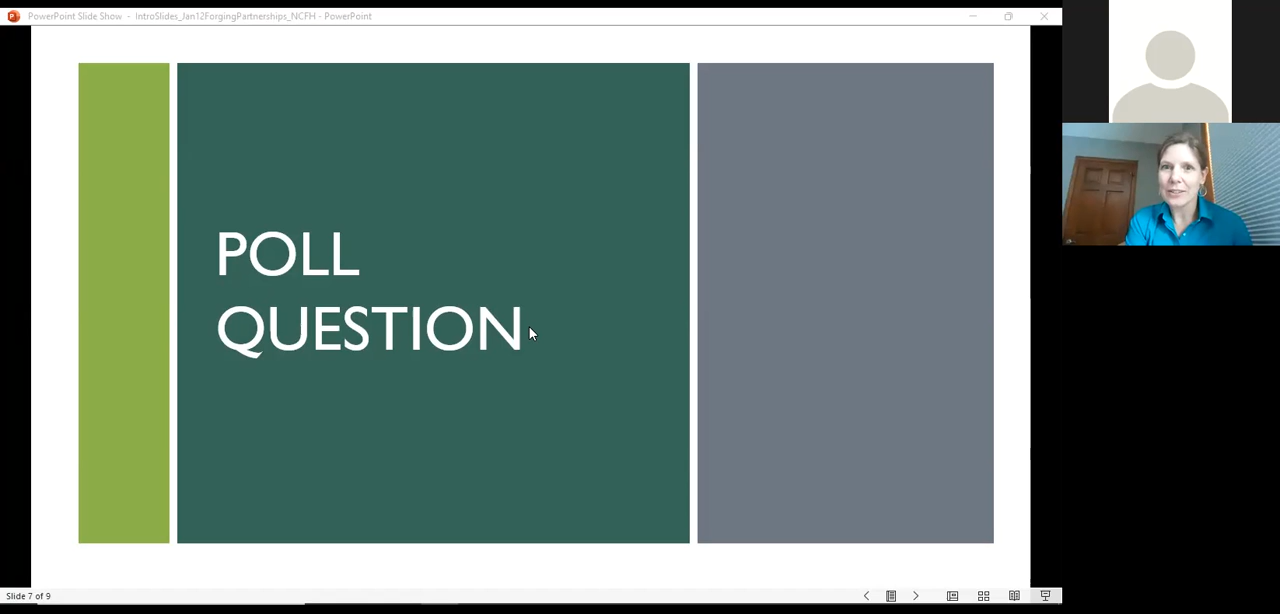 PowerPoint Slide Show - IntroSlides_Jan12ForgingPartnerships_NCFH - PowerPoint
POLL
QUESTION
Slide 7 of 9